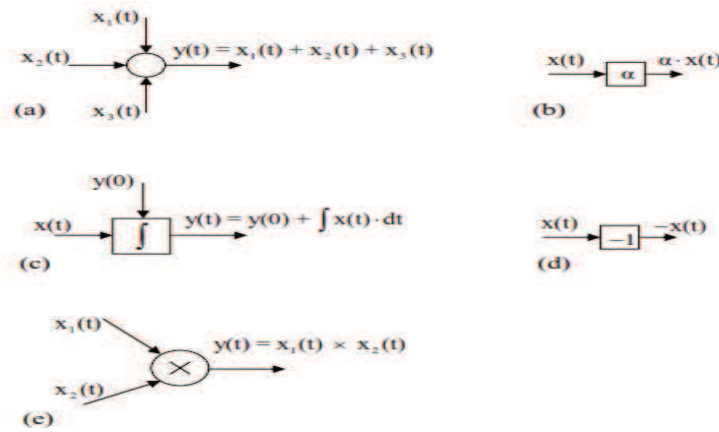 x₁(t)
x₂(t)
y(t) = x₁(t) + x₂(t) + x₃(t)
x₃(t)
(a)
x(t)
α
α · x(t)
(b)
y(0)
x(t)
∫
y(t) = y(0) + ∫ x(t) · dt
(c)
x(t)
−1
−x(t)
(d)
x₁(t)
x₂(t)
×
y(t) = x₁(t) × x₂(t)
(e)